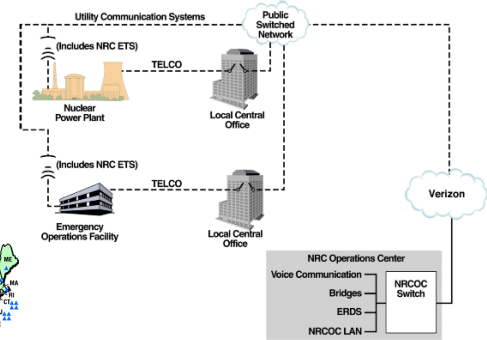 Utility Communication Systems
Public
Switched
Network
(Includes NRC ETS)
TELCO
Nuclear
Power Plant
Local Central
Office
(Includes NRC ETS)
TELCO
Verizon
Emergency
Operations Facility
Local Central
Office
NRC Operations Center
Voice Communication
Bridges
ERDS
NRCOC LAN
NRCOC
Switch
ME
MA
RI
CT